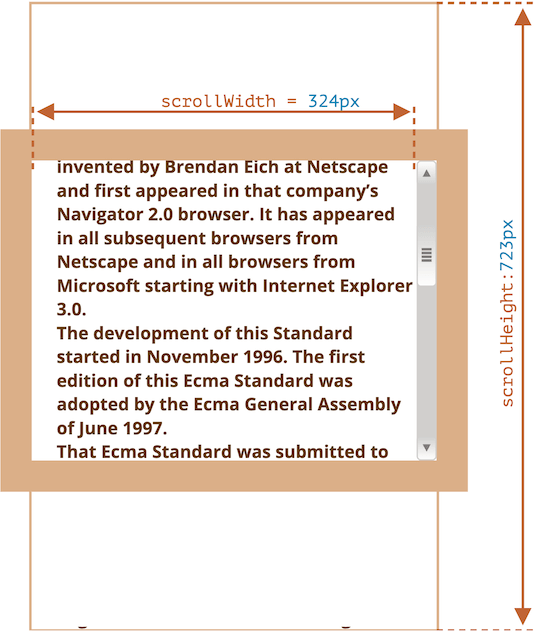 scrollWidth = 324px
invented by Brendan Eich at Netscape
and first appeared in that company’s
Navigator 2.0 browser. It has appeared
in all subsequent browsers from
Netscape and in all browsers from
Microsoft starting with Internet Explorer
3.0.
The development of this Standard
started in November 1996. The first
edition of this Ecma Standard was
adopted by the Ecma General Assembly
of June 1997.
That Ecma Standard was submitted to
scrollHeight:723px